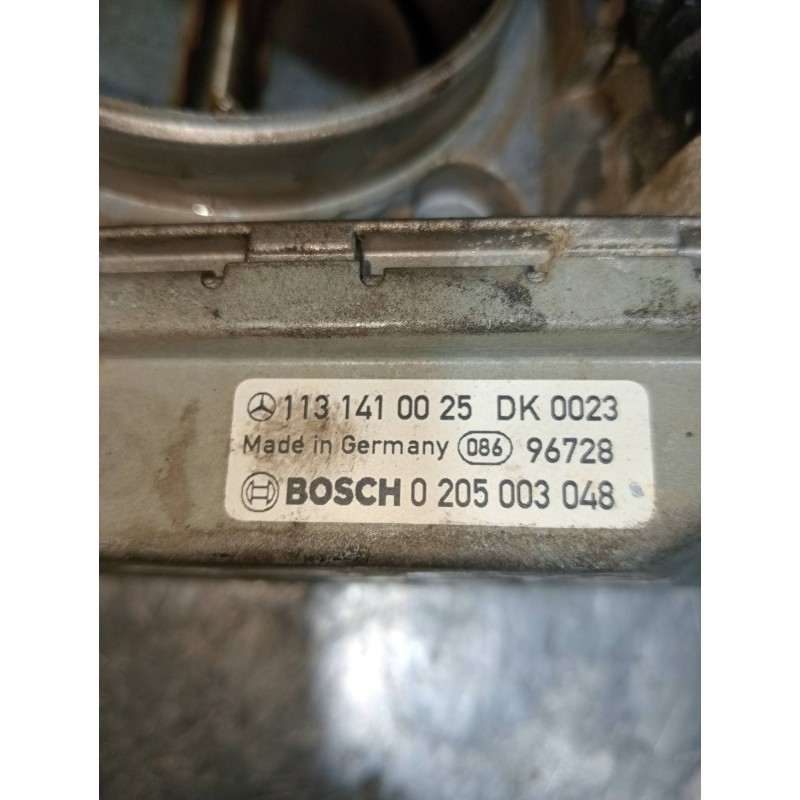 113 141 00 25 DK 0023
Made in Germany 086 96728
BOSCH 0 205 003 048